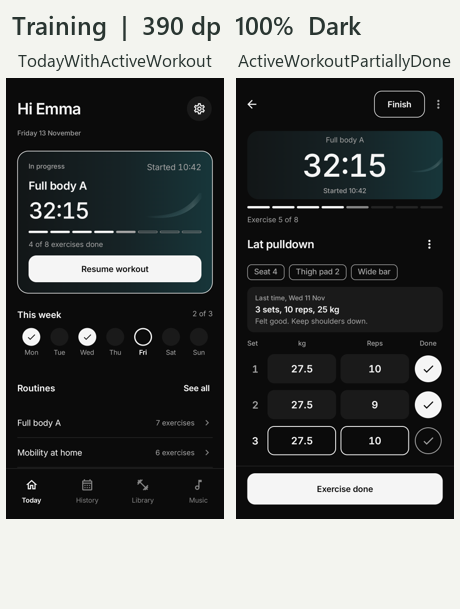 Training | 390 dp 100% Dark
TodayWithActiveWorkout
Hi Emma
Friday 13 November
In progress
Started 10:42
Full body A
32:15
4 of 8 exercises done
Resume workout
This week
2 of 3
Mon Tue Wed Thu Fri Sat Sun
Routines
See all
Full body A
7 exercises
Mobility at home
6 exercises
Today History Library Music
ActiveWorkoutPartiallyDone
Finish
Full body A
32:15
Started 10:42
Exercise 5 of 8
Lat pulldown
Seat 4
Thigh pad 2
Wide bar
Last time, Wed 11 Nov
3 sets, 10 reps, 25 kg
Felt good. Keep shoulders down.
Set kg Reps Done
1 27.5 10
2 27.5 9
3 27.5 10
Exercise done